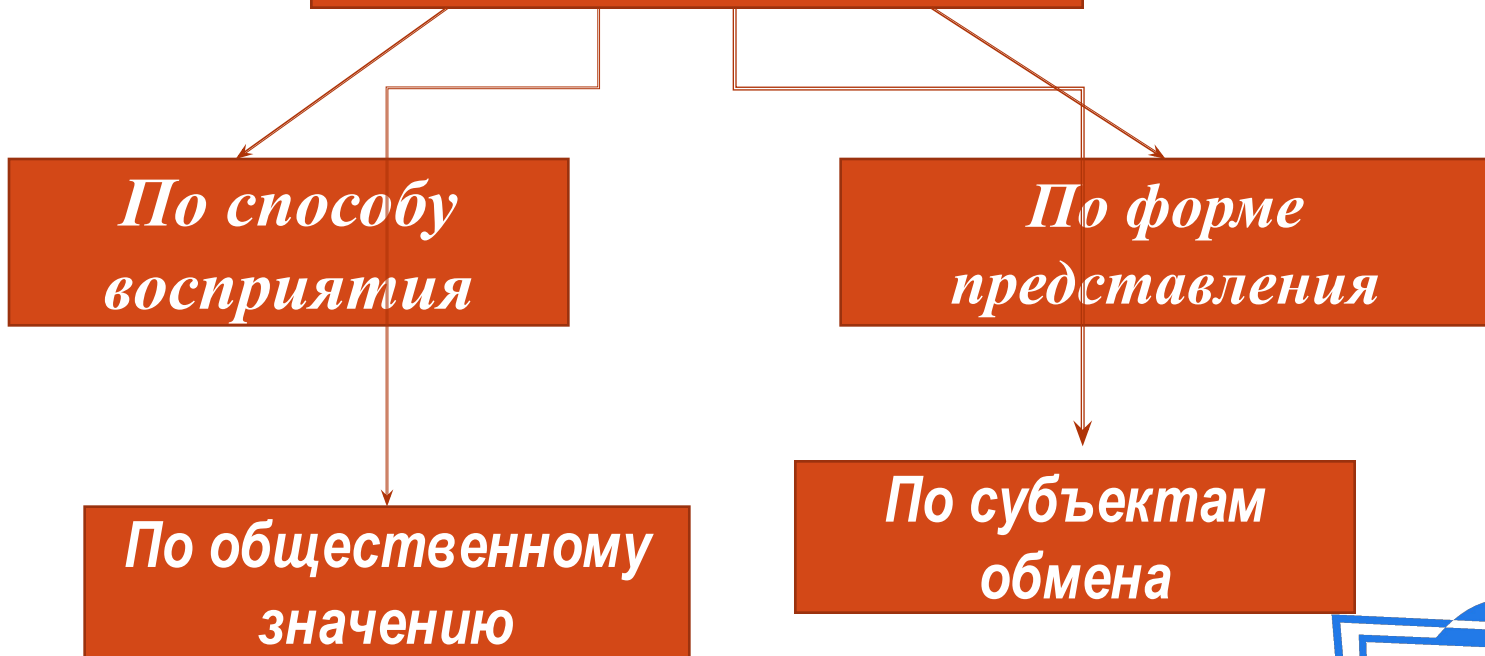 По способу
восприятия
По форме
представления
По общественному
значению
По субъектам
обмена